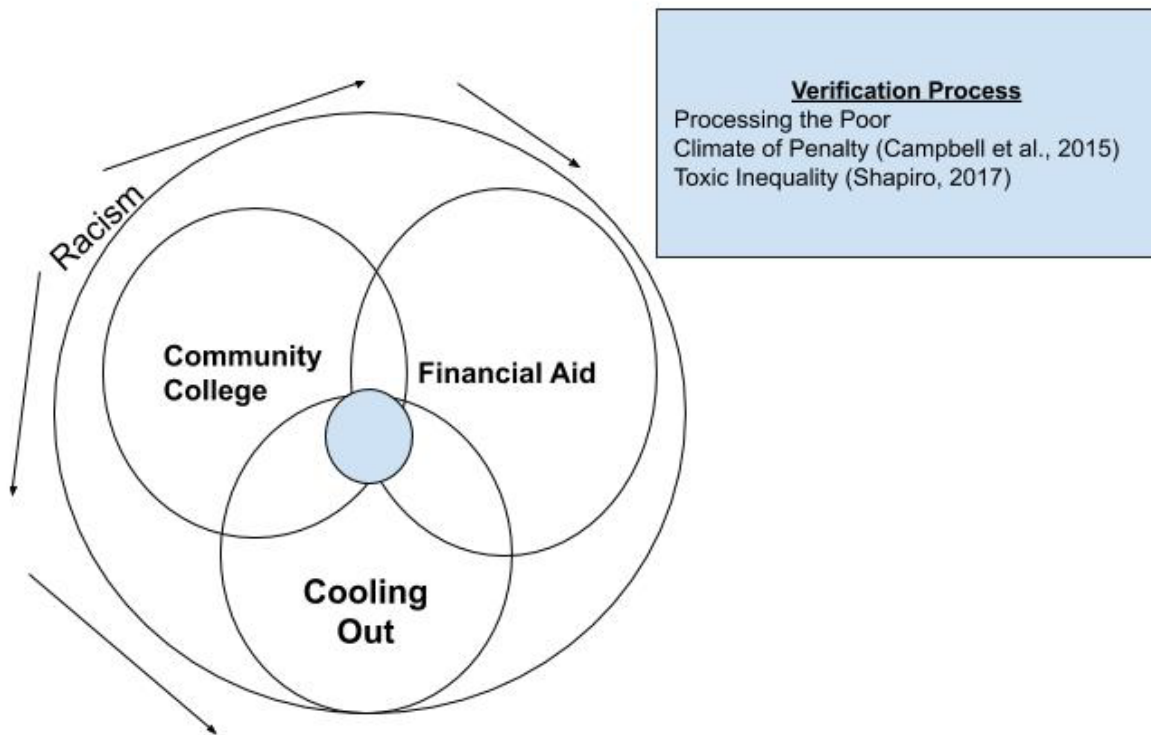 Verification Process
Processing the Poor
Climate of Penalty (Campbell et al., 2015)
Toxic Inequality (Shapiro, 2017)
Racism
Community
College
Financial Aid
Cooling
Out